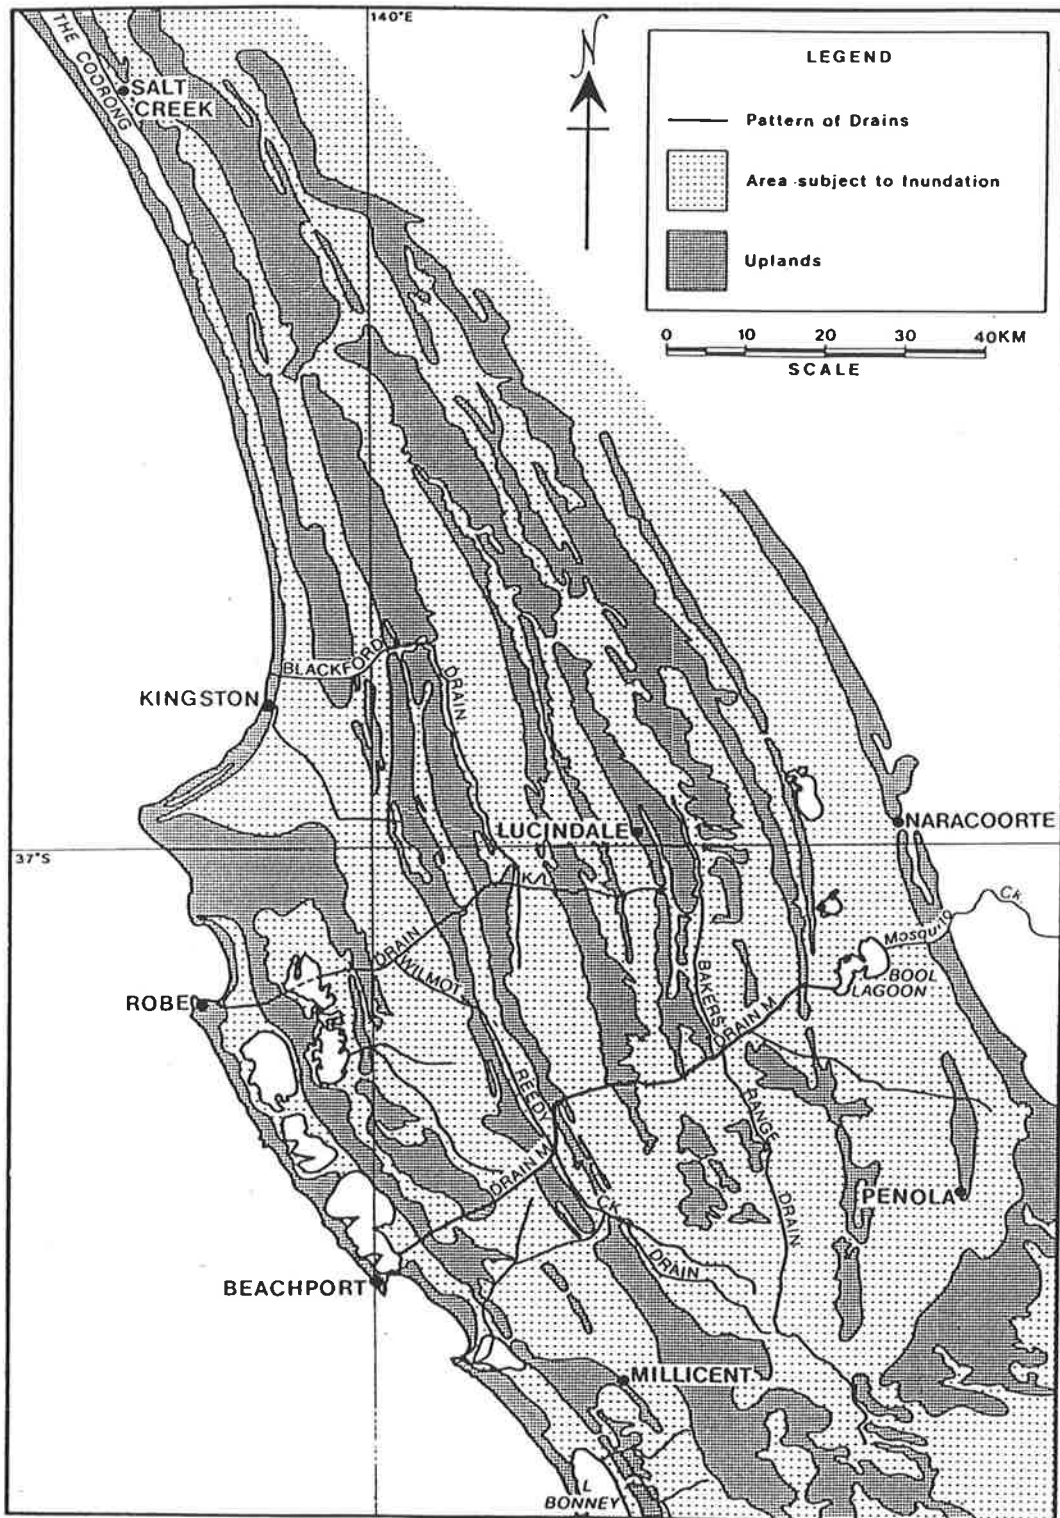 140°E
N
LEGEND
Pattern of Drains
Area subject to Inundation
Uplands
0 10 20 30 40KM
SCALE
THE COORONG
SALT
CREEK
BLACKFORD
DRAIN
KINGSTON
LUCINDALE
NARACOORTE
37°S
K/L
DRAIN
WILMOT
Mosquito
Ck.
BOOL
LAGOON
BAKERS
DRAIN M
ROBE
REEDY
RANGE
DRAIN M
CK.
DRAIN
PENOLA
DRAIN
BEACHPORT
MILLICENT
L
BONNEY